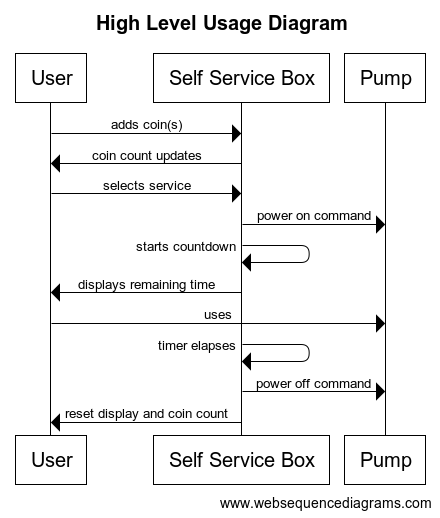 High Level Usage Diagram
User
Self Service Box
Pump
adds coin(s)
coin count updates
selects service
power on command
starts countdown
displays remaining time
uses
timer elapses
power off command
reset display and coin count
User
Self Service Box
Pump
www.websequencediagrams.com